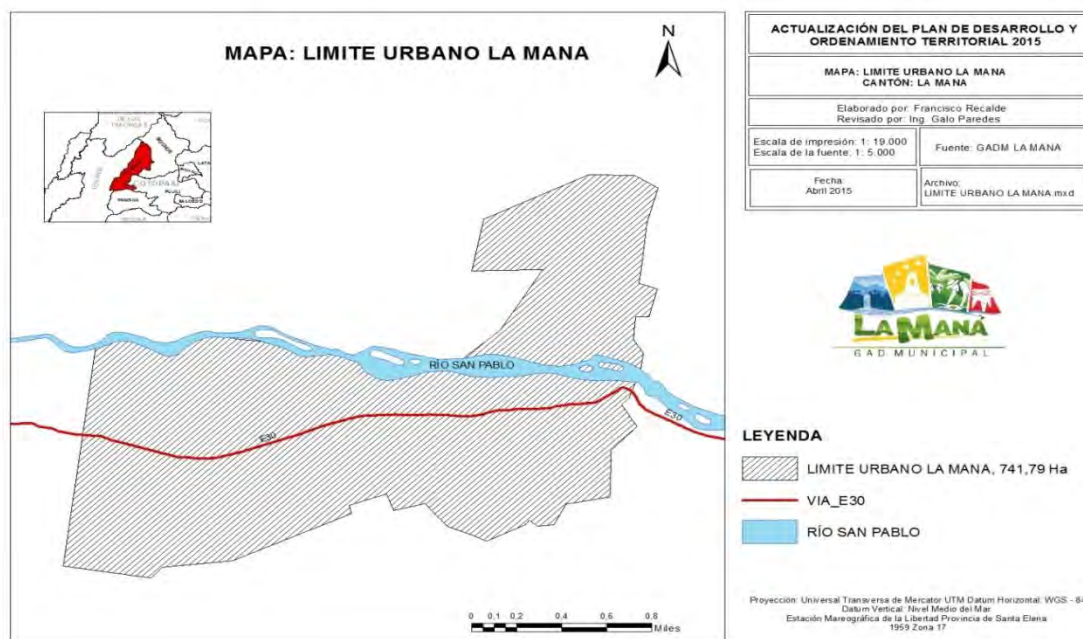 MAPA: LIMITE URBANO LA MANA
N
COTOPAXI
RÍO SAN PABLO
E30
E30
0 0,1 0,2 0,4 0,6 0,8
Miles
ACTUALIZACIÓN DEL PLAN DE DESARROLLO Y
ORDENAMIENTO TERRITORIAL 2015
MAPA: LIMITE URBANO LA MANA
CANTÓN: LA MANA
Elaborado por: Francisco Recalde
Revisado por: Ing. Galo Paredes
Escala de impresión: 1: 19.000
Escala de la fuente: 1: 5.000
Fuente: GADM LA MANA
Fecha:
Abril 2015
Archivo:
LIMITE URBANO LA MANA.mxd
LA MANÁ
GAD MUNICIPAL
LEYENDA
LIMITE URBANO LA MANA, 741,79 Ha
VIA_E30
RÍO SAN PABLO
Proyección: Universal Transversa de Mercator UTM Datum Horizontal: WGS - 84
Datum Vertical: Nivel Medio del Mar
Estación Mareográfica de la Libertad Provincia de Santa Elena
1959 Zona 17